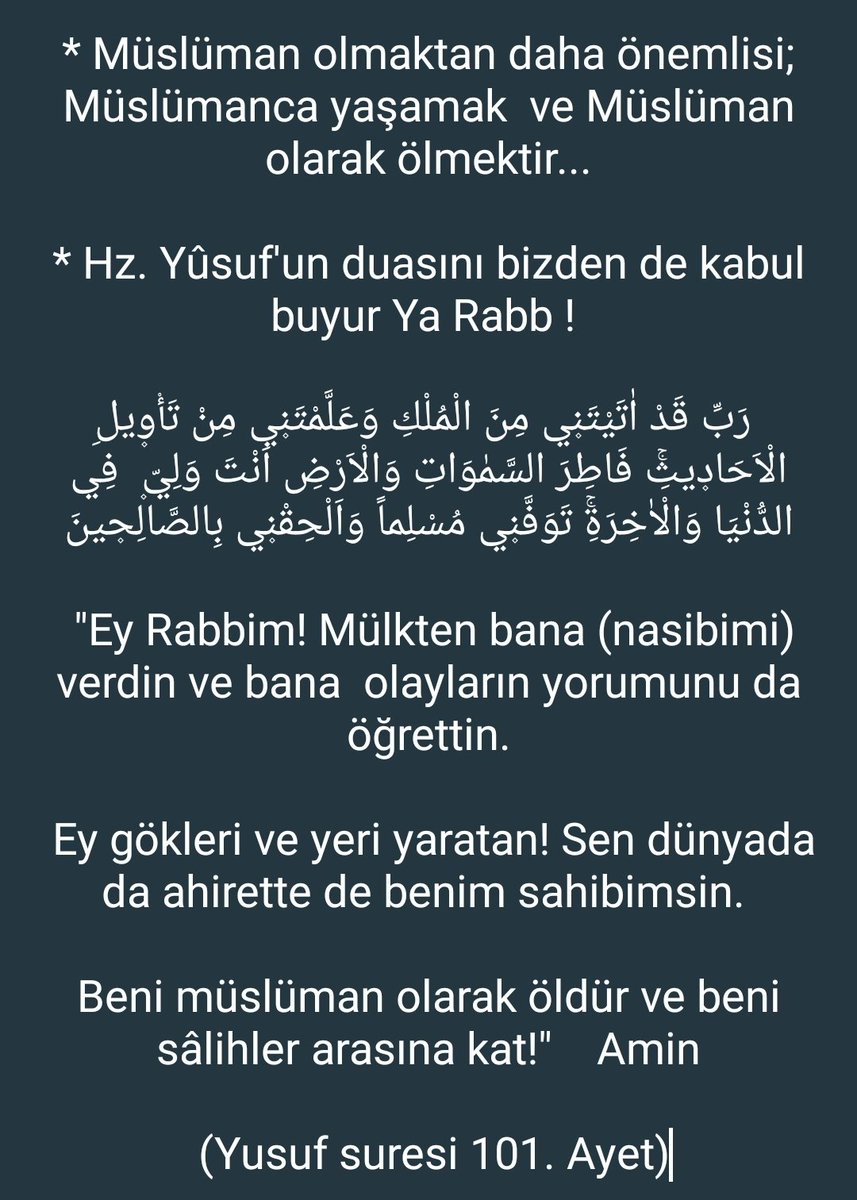 * Müslüman olmaktan daha önemlisi;
Müslümanca yaşamak  ve Müslüman
olarak ölmektir...
* Hz. Yûsuf'un duasını bizden de kabul
buyur Ya Rabb !
رَبِّ قَدْ اٰتَيْتَنٖي مِنَ الْمُلْكِ وَعَلَّمْتَنٖي مِنْ تَأْوٖيلِ
الْاَحَادٖيثِۚ فَاطِرَ السَّمٰوَاتِ وَالْاَرْضِ اَنْتَ وَلِيّٖ فِي
الدُّنْيَا وَالْاٰخِرَةِۚ تَوَفَّنٖي مُسْلِماً وَاَلْحِقْنٖي بِالصَّالِحٖينَ
"Ey Rabbim! Mülkten bana (nasibimi)
verdin ve bana  olayların yorumunu da
öğrettin.
Ey gökleri ve yeri yaratan! Sen dünyada
da ahirette de benim sahibimsin.
Beni müslüman olarak öldür ve beni
sâlihler arasına kat!"    Amin
(Yusuf suresi 101. Ayet)